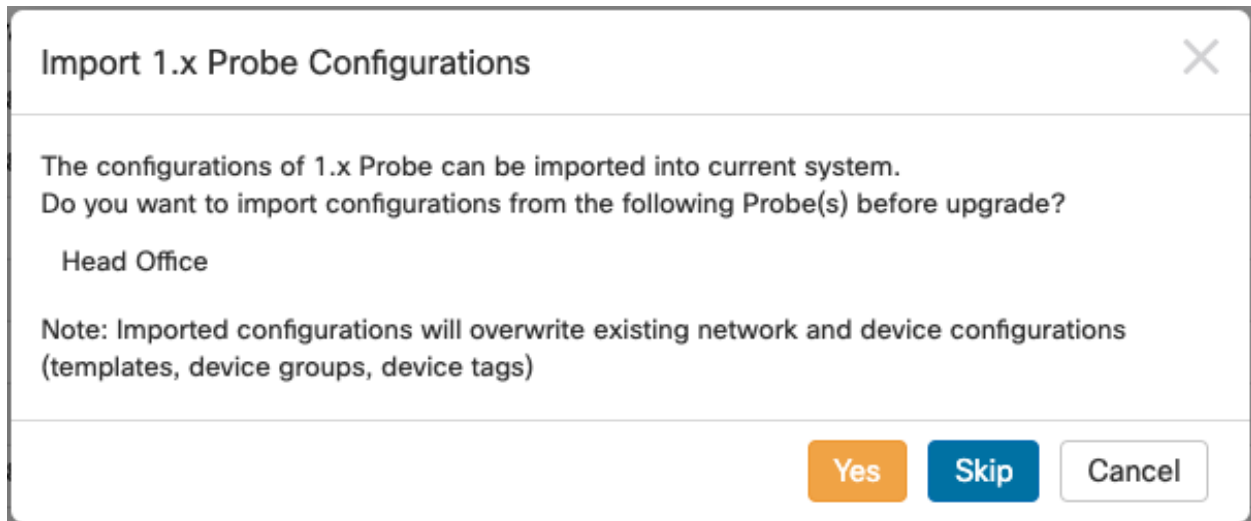 Import 1.x Probe Configurations
The configurations of 1.x Probe can be imported into current system.
Do you want to import configurations from the following Probe(s) before upgrade?
Head Office
Note: Imported configurations will overwrite existing network and device configurations
(templates, device groups, device tags)
Yes Skip Cancel